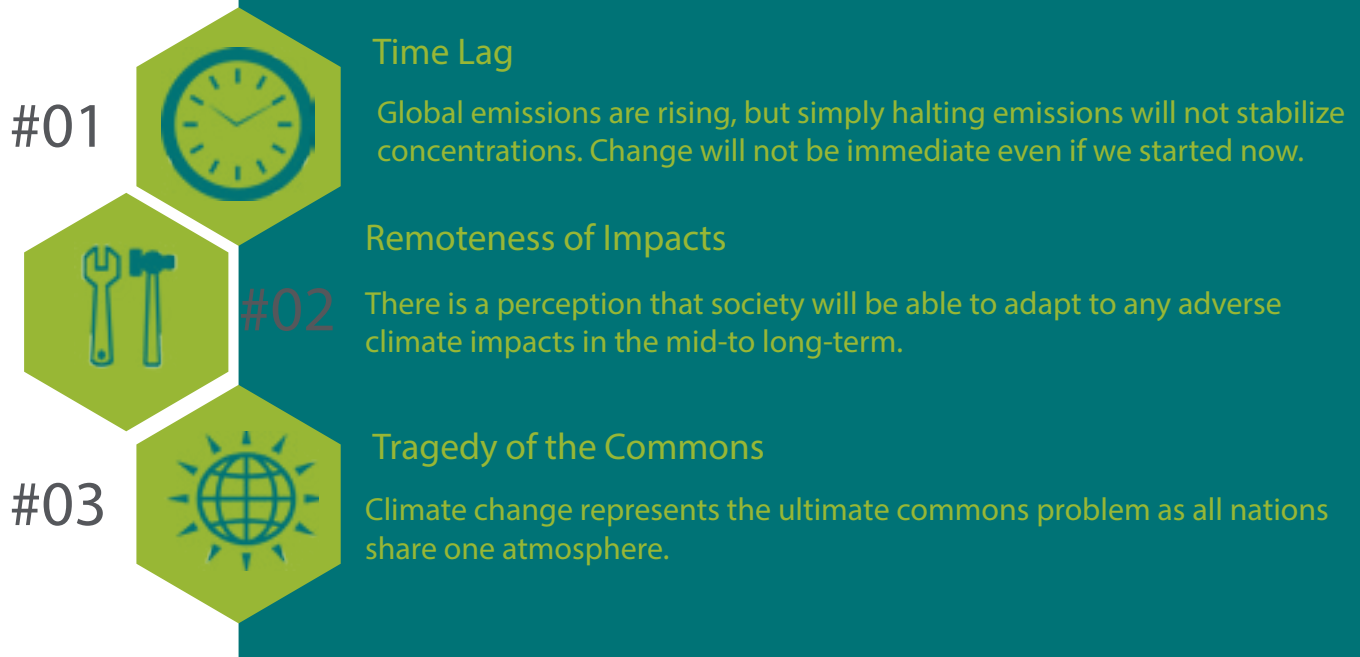 #01
Time Lag
Global emissions are rising, but simply halting emissions will not stabilize
concentrations. Change will not be immediate even if we started now.
#02
Remoteness of Impacts
There is a perception that society will be able to adapt to any adverse
climate impacts in the mid-to long-term.
#03
Tragedy of the Commons
Climate change represents the ultimate commons problem as all nations
share one atmosphere.